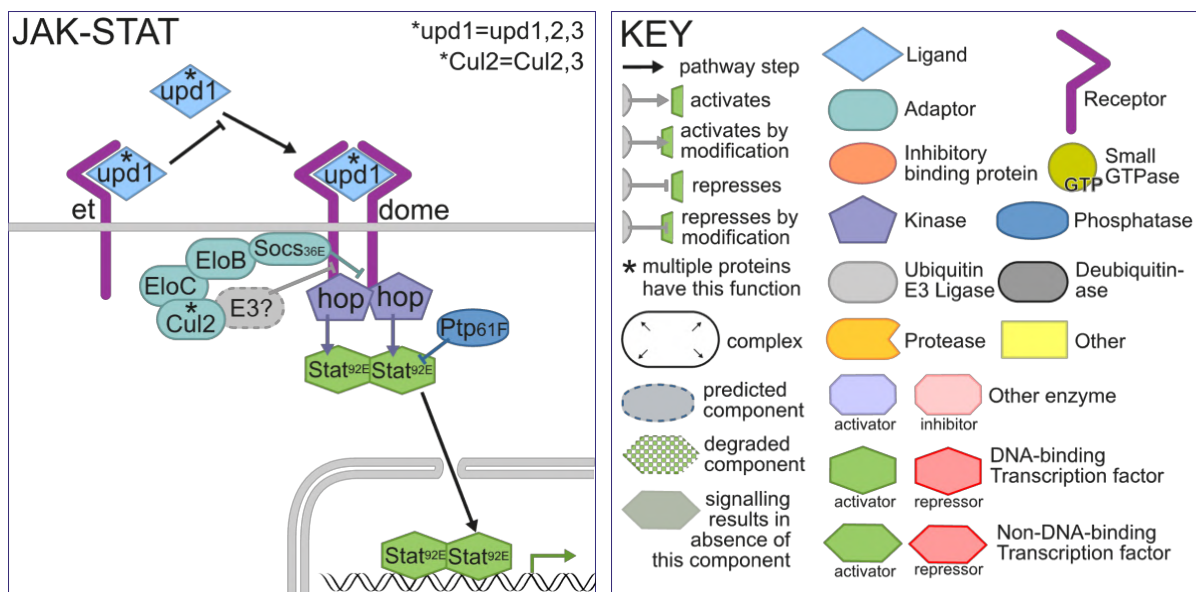 JAK-STAT
*upd1=upd1,2,3
*Cul2=Cul2,3
*
upd1
*
upd1
*
upd1
et
dome
Socs36E
EloB
EloC
*
Cul2
E3?
hop
hop
Ptp61F
Stat92E
Stat92E
Stat92E
Stat92E
KEY
pathway step
activates
activates by
modification
represses
represses by
modification
* multiple proteins
have this function
complex
predicted
component
degraded
component
signalling
results in
absence of
this component
Ligand
Receptor
Adaptor
Inhibitory
binding protein
GTP
Small
GTPase
Kinase
Phosphatase
Ubiquitin
E3 Ligase
Deubiquitin-
ase
Protease
Other
activator
inhibitor
Other enzyme
activator
repressor
DNA-binding
Transcription factor
activator
repressor
Non-DNA-binding
Transcription factor